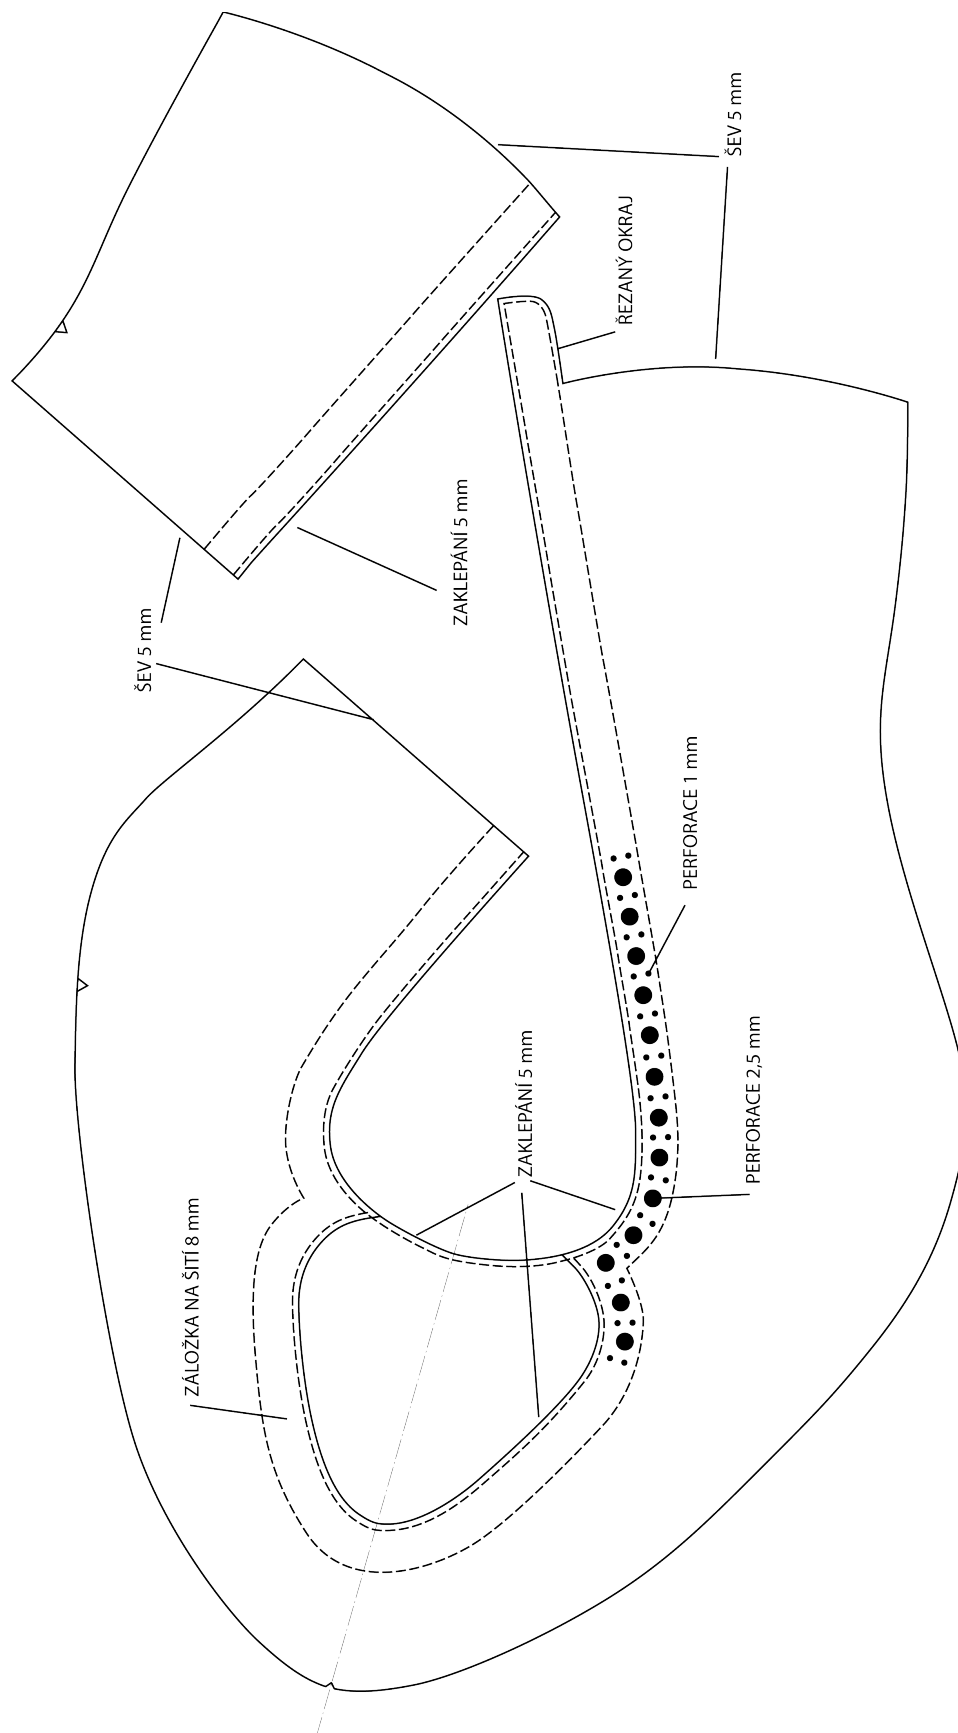 ŠEV 5 mm
ŘEZANÝ OKRAJ
ZAKLEPÁNÍ 5 mm
ŠEV 5 mm
PERFORACE 1 mm
PERFORACE 2,5 mm
ZAKLEPÁNÍ 5 mm
ZÁLOŽKA NA ŠITÍ 8 mm